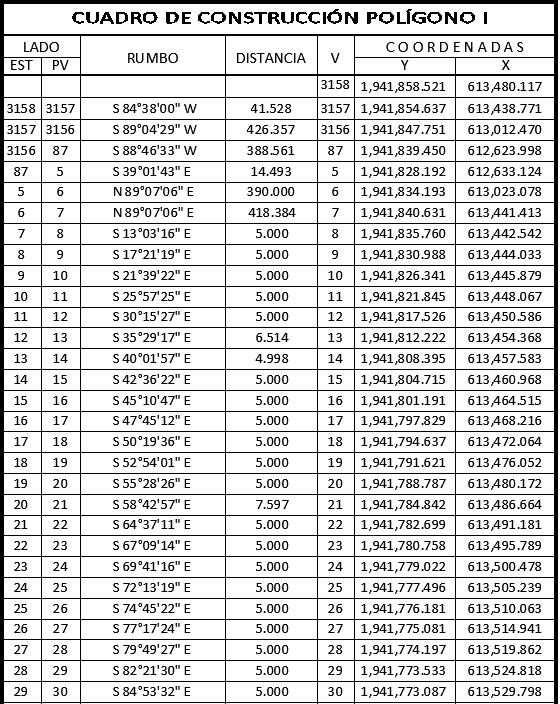 CUADRO DE CONSTRUCCIÓN POLÍGONO I
LADO RUMBO DISTANCIA V COORDENADAS
EST PV Y X
3158 1,941,858.521 613,480.117
3158 3157 S 84°38'00" W 41.528 3157 1,941,854.637 613,438.771
3157 3156 S 89°04'29" W 426.357 3156 1,941,847.751 613,012.470
3156 87 S 88°46'33" W 388.561 87 1,941,839.450 612,623.998
87 5 S 39°01'43" E 14.493 5 1,941,828.192 612,633.124
5 6 N 89°07'06" E 390.000 6 1,941,834.193 613,023.078
6 7 N 89°07'06" E 418.384 7 1,941,840.631 613,441.413
7 8 S 13°03'16" E 5.000 8 1,941,835.760 613,442.542
8 9 S 17°21'19" E 5.000 9 1,941,830.988 613,444.033
9 10 S 21°39'22" E 5.000 10 1,941,826.341 613,445.879
10 11 S 25°57'25" E 5.000 11 1,941,821.845 613,448.067
11 12 S 30°15'27" E 5.000 12 1,941,817.526 613,450.586
12 13 S 35°29'17" E 6.514 13 1,941,812.222 613,454.368
13 14 S 40°01'57" E 4.998 14 1,941,808.395 613,457.583
14 15 S 42°36'22" E 5.000 15 1,941,804.715 613,460.968
15 16 S 45°10'47" E 5.000 16 1,941,801.191 613,464.515
16 17 S 47°45'12" E 5.000 17 1,941,797.829 613,468.216
17 18 S 50°19'36" E 5.000 18 1,941,794.637 613,472.064
18 19 S 52°54'01" E 5.000 19 1,941,791.621 613,476.052
19 20 S 55°28'26" E 5.000 20 1,941,788.787 613,480.172
20 21 S 58°42'57" E 7.597 21 1,941,784.842 613,486.664
21 22 S 64°37'11" E 5.000 22 1,941,782.699 613,491.181
22 23 S 67°09'14" E 5.000 23 1,941,780.758 613,495.789
23 24 S 69°41'16" E 5.000 24 1,941,779.022 613,500.478
24 25 S 72°13'19" E 5.000 25 1,941,777.496 613,505.239
25 26 S 74°45'22" E 5.000 26 1,941,776.181 613,510.063
26 27 S 77°17'24" E 5.000 27 1,941,775.081 613,514.941
27 28 S 79°49'27" E 5.000 28 1,941,774.197 613,519.862
28 29 S 82°21'30" E 5.000 29 1,941,773.533 613,524.818
29 30 S 84°53'32" E 5.000 30 1,941,773.087 613,529.798